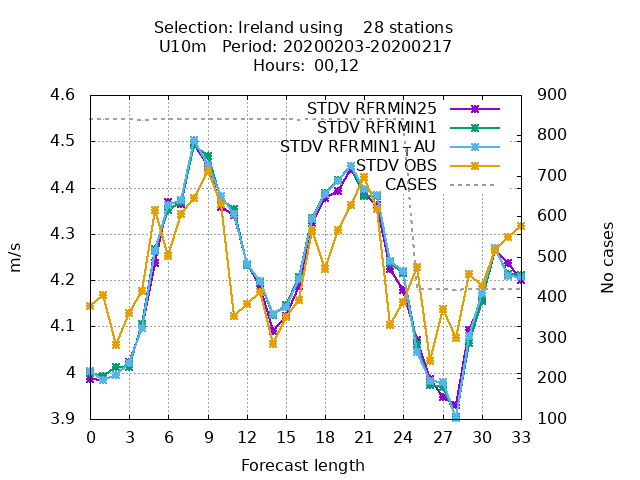 Selection: Ireland using    28 stations
U10m   Period: 20200203-20200217
Hours:  00,12
4.6
4.5
4.4
4.3
4.2
4.1
4
3.9
m/s
STDV RFRMIN25
STDV RFRMIN1
STDV RFRMIN1_AU
STDV OBS
CASES
900
800
700
600
500
400
300
200
100
No cases
0 3 6 9 12 15 18 21 24 27 30 33
Forecast length